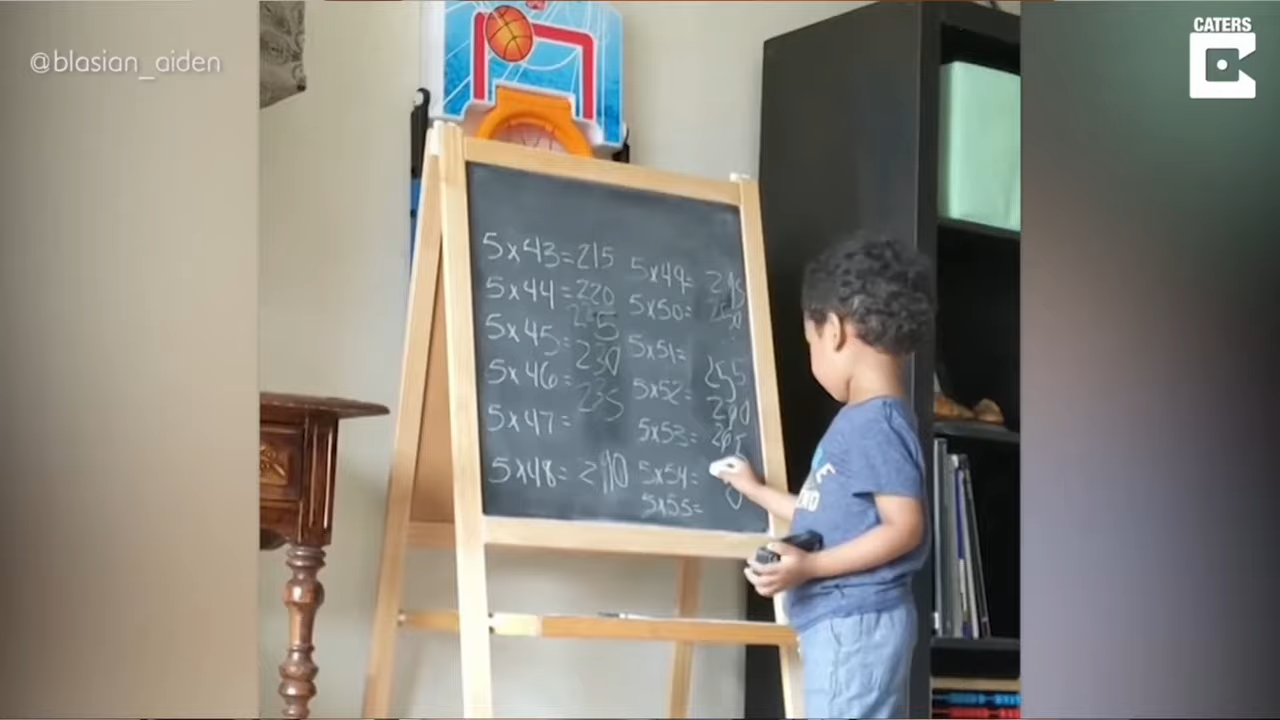 @blasian_aiden
CATERS
5x43=215
5x44=220
5x45=225
5x46=230
5x47=235
5x48=240
5x49=245
5x50=250
5x51=255
5x52=260
5x53=265
5x54=
5x55=